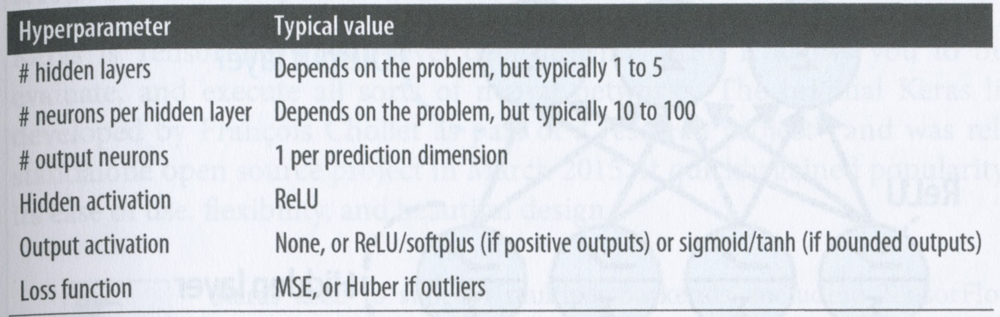 Hyperparameter Typical value
# hidden layers Depends on the problem, but typically 1 to 5
# neurons per hidden layer Depends on the problem, but typically 10 to 100
# output neurons 1 per prediction dimension
Hidden activation ReLU
Output activation None, or ReLU/softplus (if positive outputs) or sigmoid/tanh (if bounded outputs)
Loss function MSE, or Huber if outliers